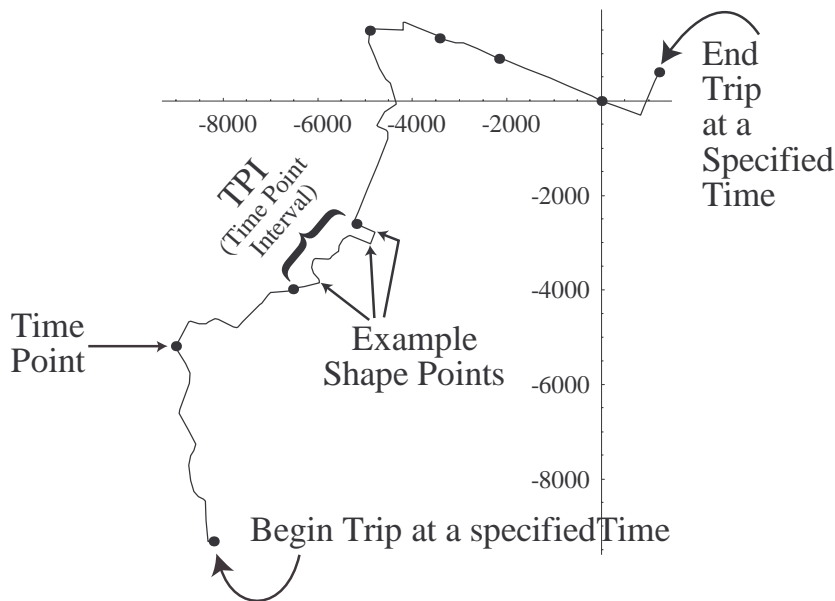 End
Trip
at a
Specified
Time
-8000 -6000 -4000 -2000
TPI
(Time Point
Interval)
-2000
-4000
Time
Point
Example
Shape Points
-6000
-8000
Begin Trip at a specifiedTime